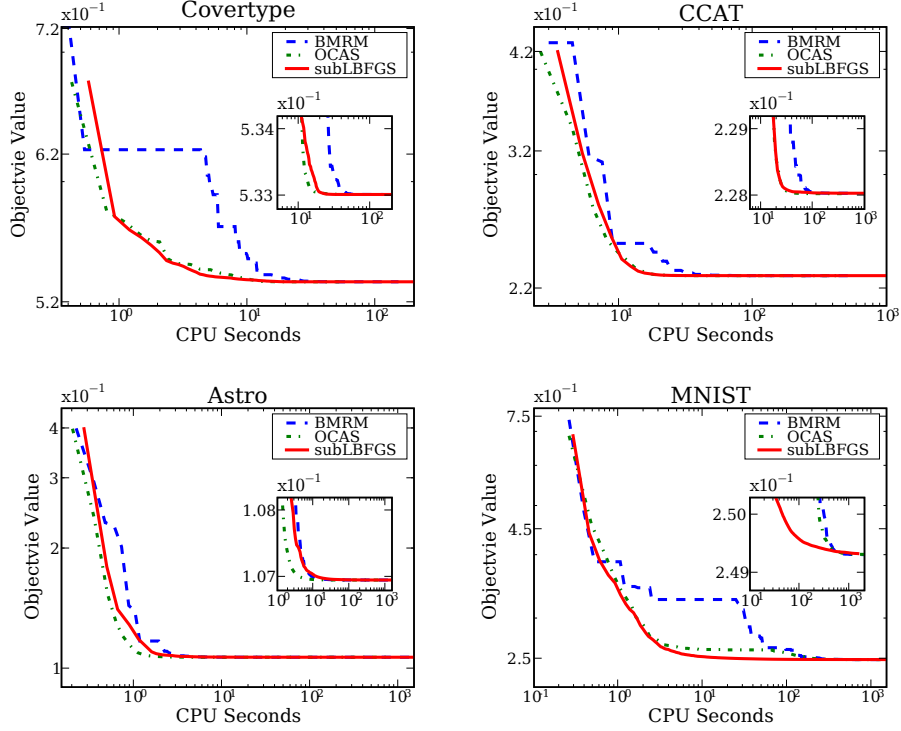 Covertype
x10⁻¹
7.2
6.2
5.2
Objectvie Value
BMRM
OCAS
subLBFGS
x10⁻¹
5.34
5.333
10¹
10²
10⁰
10¹
10²
CPU Seconds
CCAT
x10⁻¹
4.2
3.2
2.2
Objectvie Value
BMRM
OCAS
subLBFGS
x10⁻¹
2.29
2.28
10¹
10²
10³
10¹
10²
10³
CPU Seconds
Astro
x10⁻¹
4
2
1
Objectvie Value
BMRM
OCAS
subLBFGS
x10⁻¹
1.08
1.07
10⁰
10¹
10²
10³
10⁰
10¹
10²
10³
CPU Seconds
MNIST
x10⁻¹
7.5
4.5
2.5
Objectvie Value
BMRM
OCAS
subLBFGS
x10⁻¹
2.50
2.49
10¹
10²
10³
10⁻¹
10⁰
10¹
10²
10³
CPU Seconds